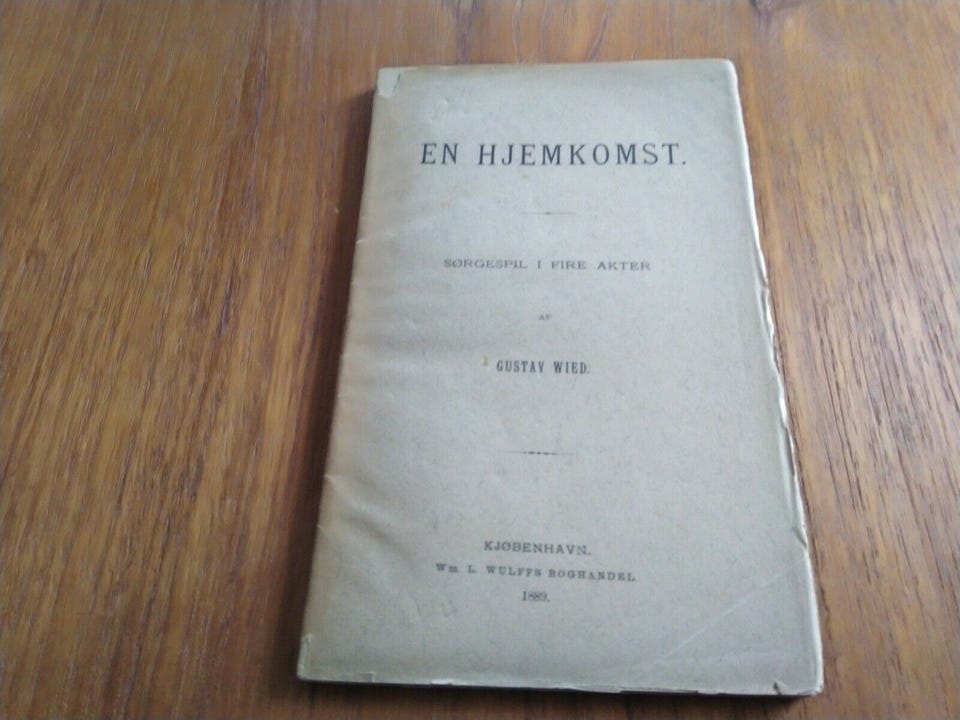 EN HJEMKOMST.
SØRGESPIL I FIRE AKTER
AF
GUSTAV WIED.
KJØBENHAVN.
Wm. L. WULFFS BOGHANDEL.
1889.